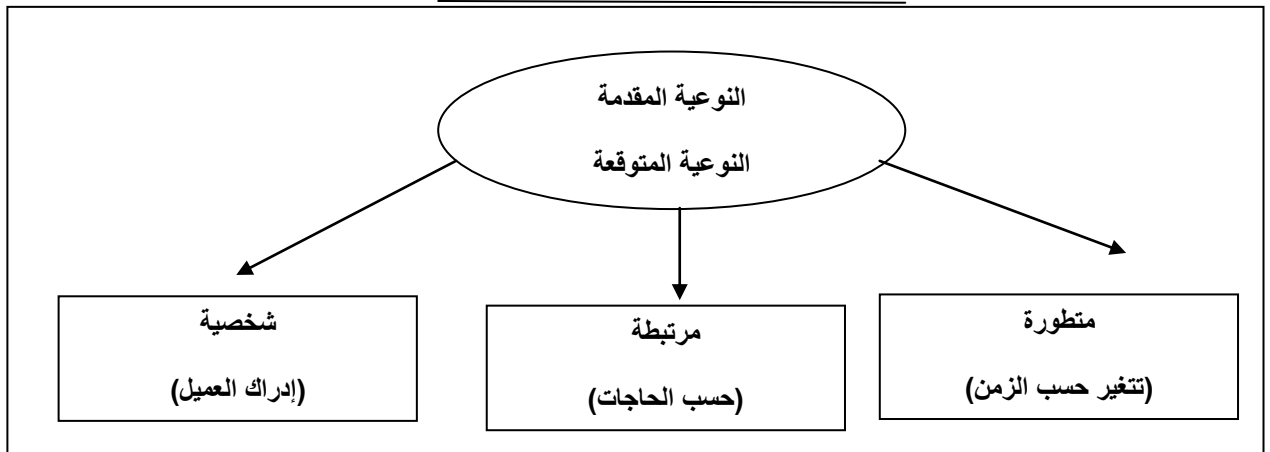 النوعية المقدمة
النوعية المتوقعة
متطورة
(تتغير حسب الزمن)
مرتبطة
(حسب الحاجات)
شخصية
(إدراك العميل)